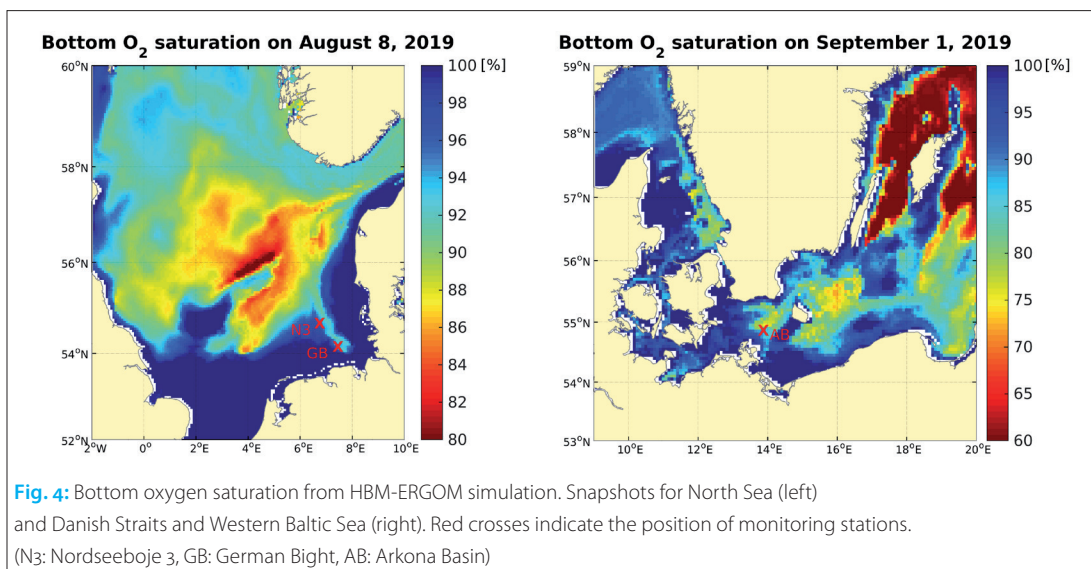 Bottom O2 saturation on August 8, 2019
60°N
58°N
56°N
54°N
52°N
2°W
0°
2°
4°E
6°E
8°E
10°E
N3
GB
100 [%]
98
96
94
92
90
88
86
84
82
80
Bottom O2 saturation on September 1, 2019
59°N
58°N
57°N
56°N
55°N
54°N
53°N
10°E
12°E
14°E
16°E
18°E
20°E
AB
100 [%]
95
90
85
80
75
70
65
60
Fig. 4: Bottom oxygen saturation from HBM-ERGOM simulation. Snapshots for North Sea (left)
and Danish Straits and Western Baltic Sea (right). Red crosses indicate the position of monitoring stations.
(N3: Nordseeboje 3, GB: German Bight, AB: Arkona Basin)